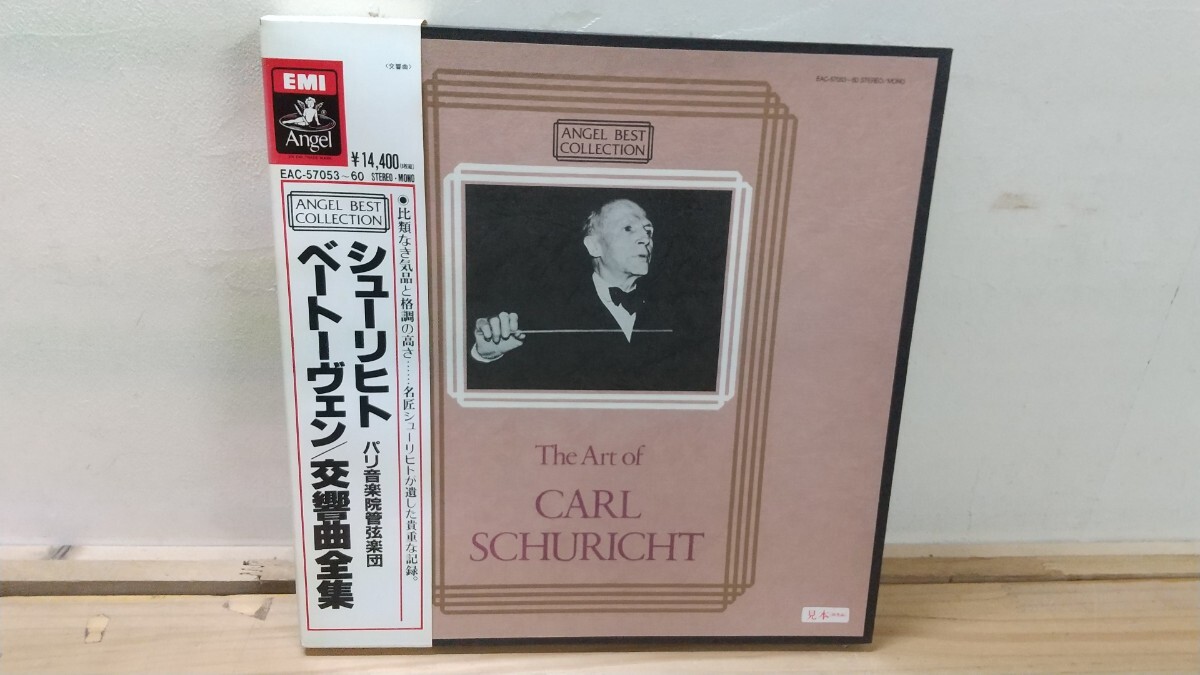 〈交響曲〉
EMI
Angel
¥14,400
EAC-57053~60 STEREO・MONO
ANGEL BEST
COLLECTION
●比類なき気品と格調の高さ……名匠シューリヒトが遺した貴重な記録。
シューリヒト パリ音楽院管弦楽団
ベートーヴェン/交響曲全集
EAC-57053~60 STEREO/MONO
ANGEL BEST
COLLECTION
The Art of
CARL
SCHURICHT
見本